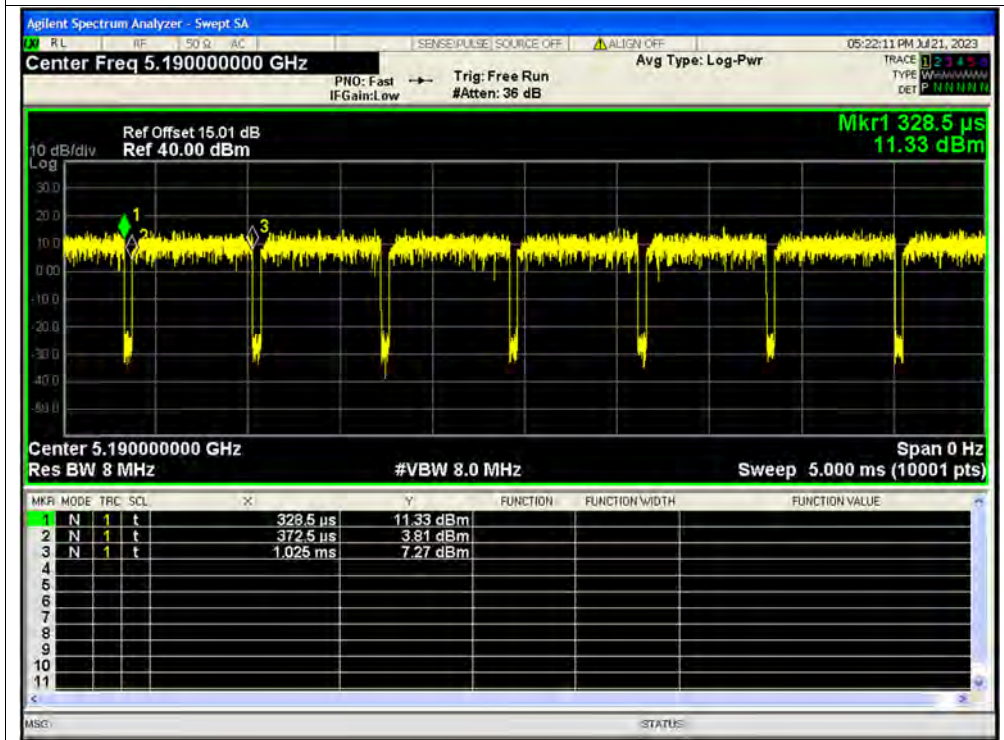 Agilent Spectrum Analyzer - Swept SA
RL RF 50 Ω AC SENSE:PULSE SOURCE OFF ALIGN OFF 05:22:11 PM Jul 21, 2023
Center Freq 5.190000000 GHz Avg Type: Log-Pwr TRACE 1 2 3 4 5 6
PNO: Fast Trig: Free Run TYPE
IFGain:Low #Atten: 36 dB DET P N N N N N
Mkr1 328.5 µs
Ref Offset 15.01 dB
10 dB/div Ref 40.00 dBm 11.33 dBm
Log
30.0
20.0
10.0
0.00
-10.0
-20.0
-30.0
-40.0
-50.0
1
2
3
Center 5.190000000 GHz Span 0 Hz
Res BW 8 MHz #VBW 8.0 MHz Sweep 5.000 ms (10001 pts)
MKR MODE TRC SCL X Y FUNCTION FUNCTION WIDTH FUNCTION VALUE
1 N 1 t 328.5 µs 11.33 dBm
2 N 1 t 372.5 µs 3.81 dBm
3 N 1 t 1.025 ms 7.27 dBm
4
5
6
7
8
9
10
11
MSG STATUS